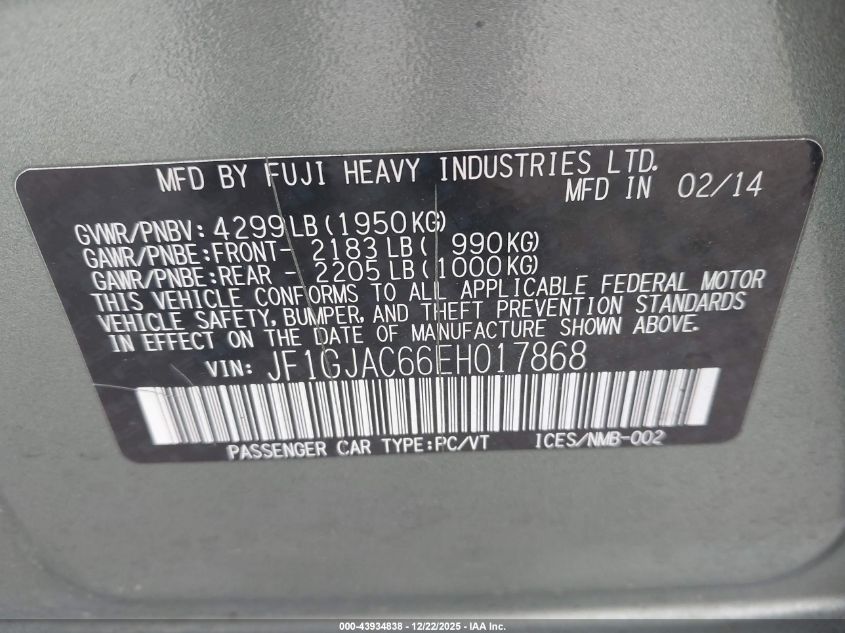 MFD BY FUJI HEAVY INDUSTRIES LTD.
MFD IN 02/14
GVWR/PNBV: 4299 LB (1950 KG)
GAWR/PNBE: FRONT- 2183 LB ( 990 KG)
GAWR/PNBE: REAR - 2205 LB (1000 KG)
THIS VEHICLE CONFORMS TO ALL APPLICABLE FEDERAL MOTOR
VEHICLE SAFETY, BUMPER, AND THEFT PREVENTION STANDARDS
IN EFFECT ON THE DATE OF MANUFACTURE SHOWN ABOVE.
VIN: JF1GJAC66EH017868
PASSENGER CAR TYPE: PC/VT ICES/NMB-002
000-43934838 - 12/22/2025 - IAA Inc.